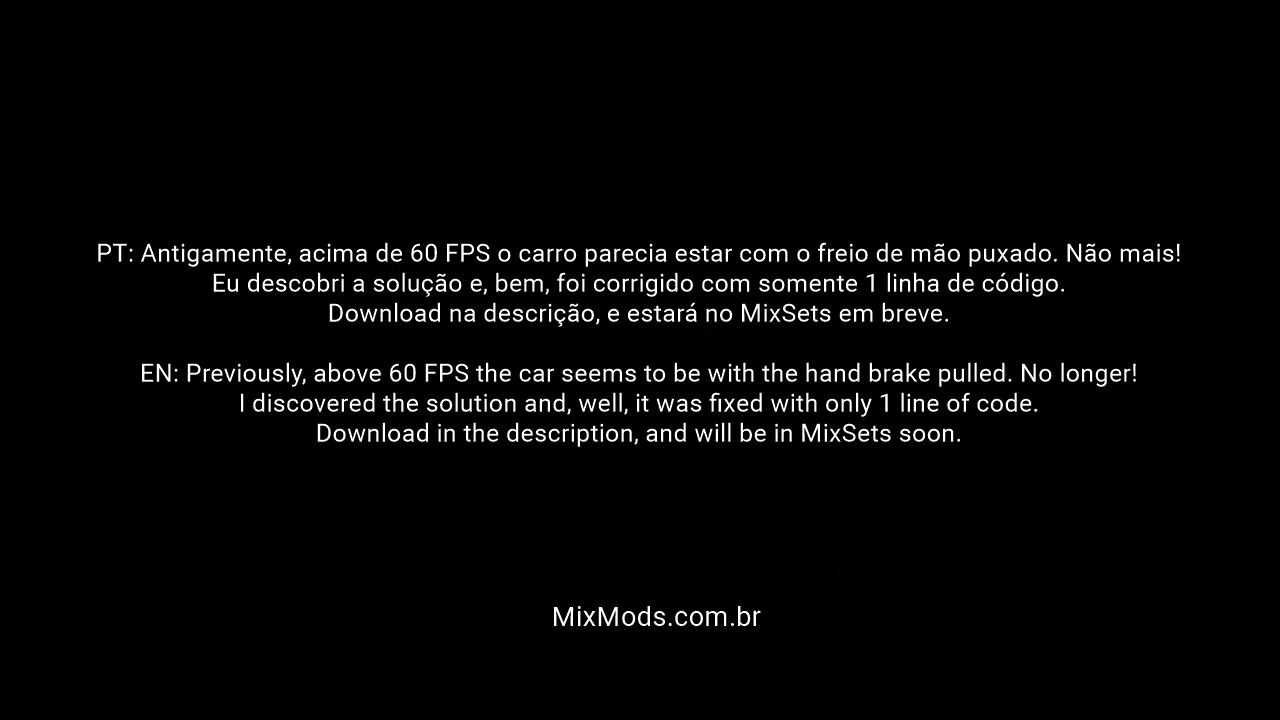 PT: Antigamente, acima de 60 FPS o carro parecia estar com o freio de mão puxado. Não mais!
Eu descobri a solução e, bem, foi corrigido com somente 1 linha de código.
Download na descrição, e estará no MixSets em breve.
EN: Previously, above 60 FPS the car seems to be with the hand brake pulled. No longer!
I discovered the solution and, well, it was fixed with only 1 line of code.
Download in the description, and will be in MixSets soon.
MixMods.com.br